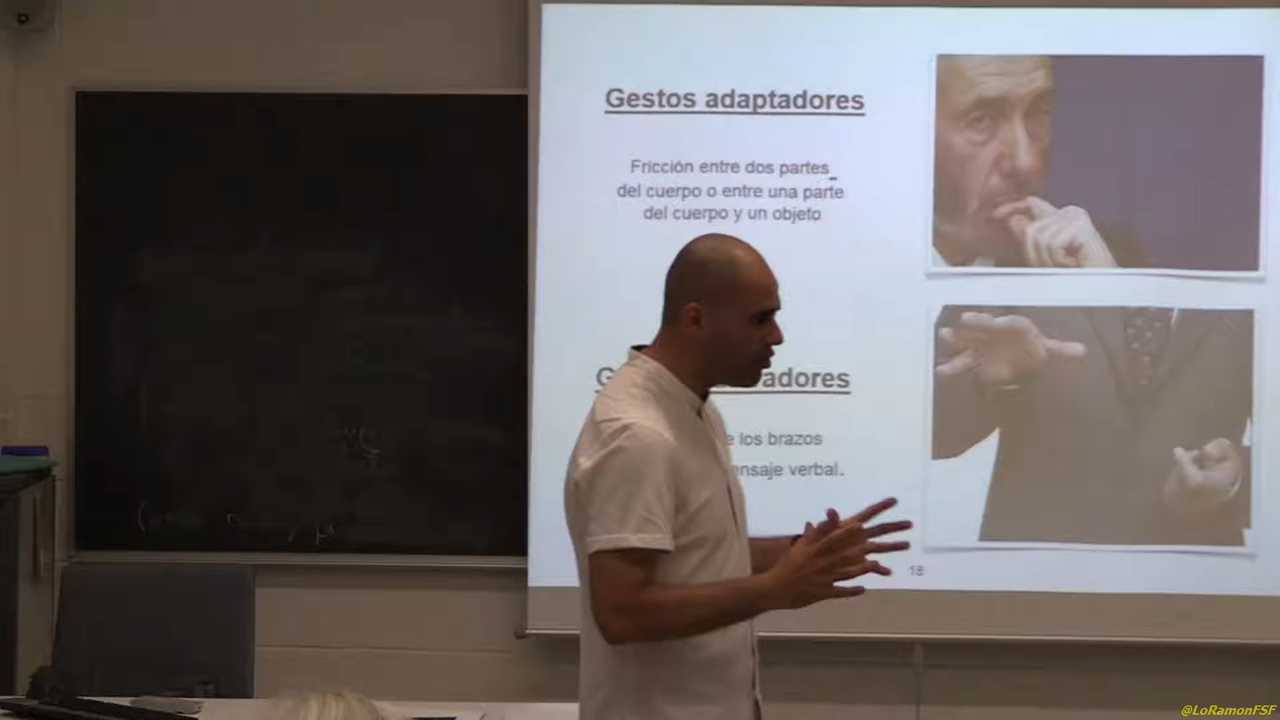 Gestos adaptadores
Fricción entre dos partes
del cuerpo o entre una parte
del cuerpo y un objeto
G adores
e los brazos
ensaje verbal.
18
@LoRamonFSF